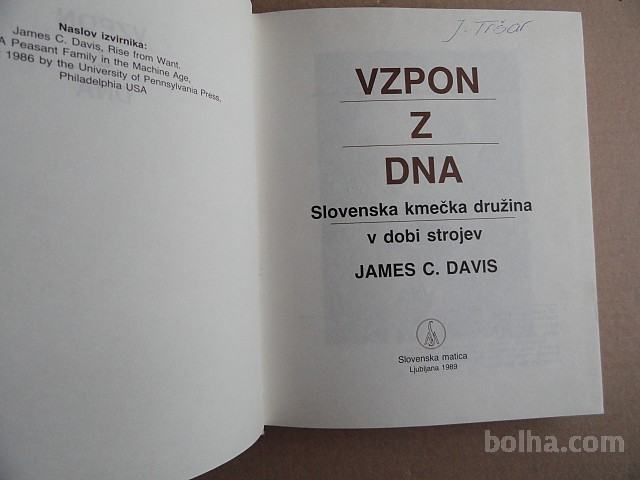 Naslov izvirnika:
James C. Davis, Rise from Want.
A Peasant Family in the Machine Age,
1986 by the University of Pennsylvania Press,
Philadelphia USA
J. Tršar
VZPON
Z
DNA
Slovenska kmečka družina
v dobi strojev
JAMES C. DAVIS
Slovenska matica
Ljubljana 1989
bolha.com